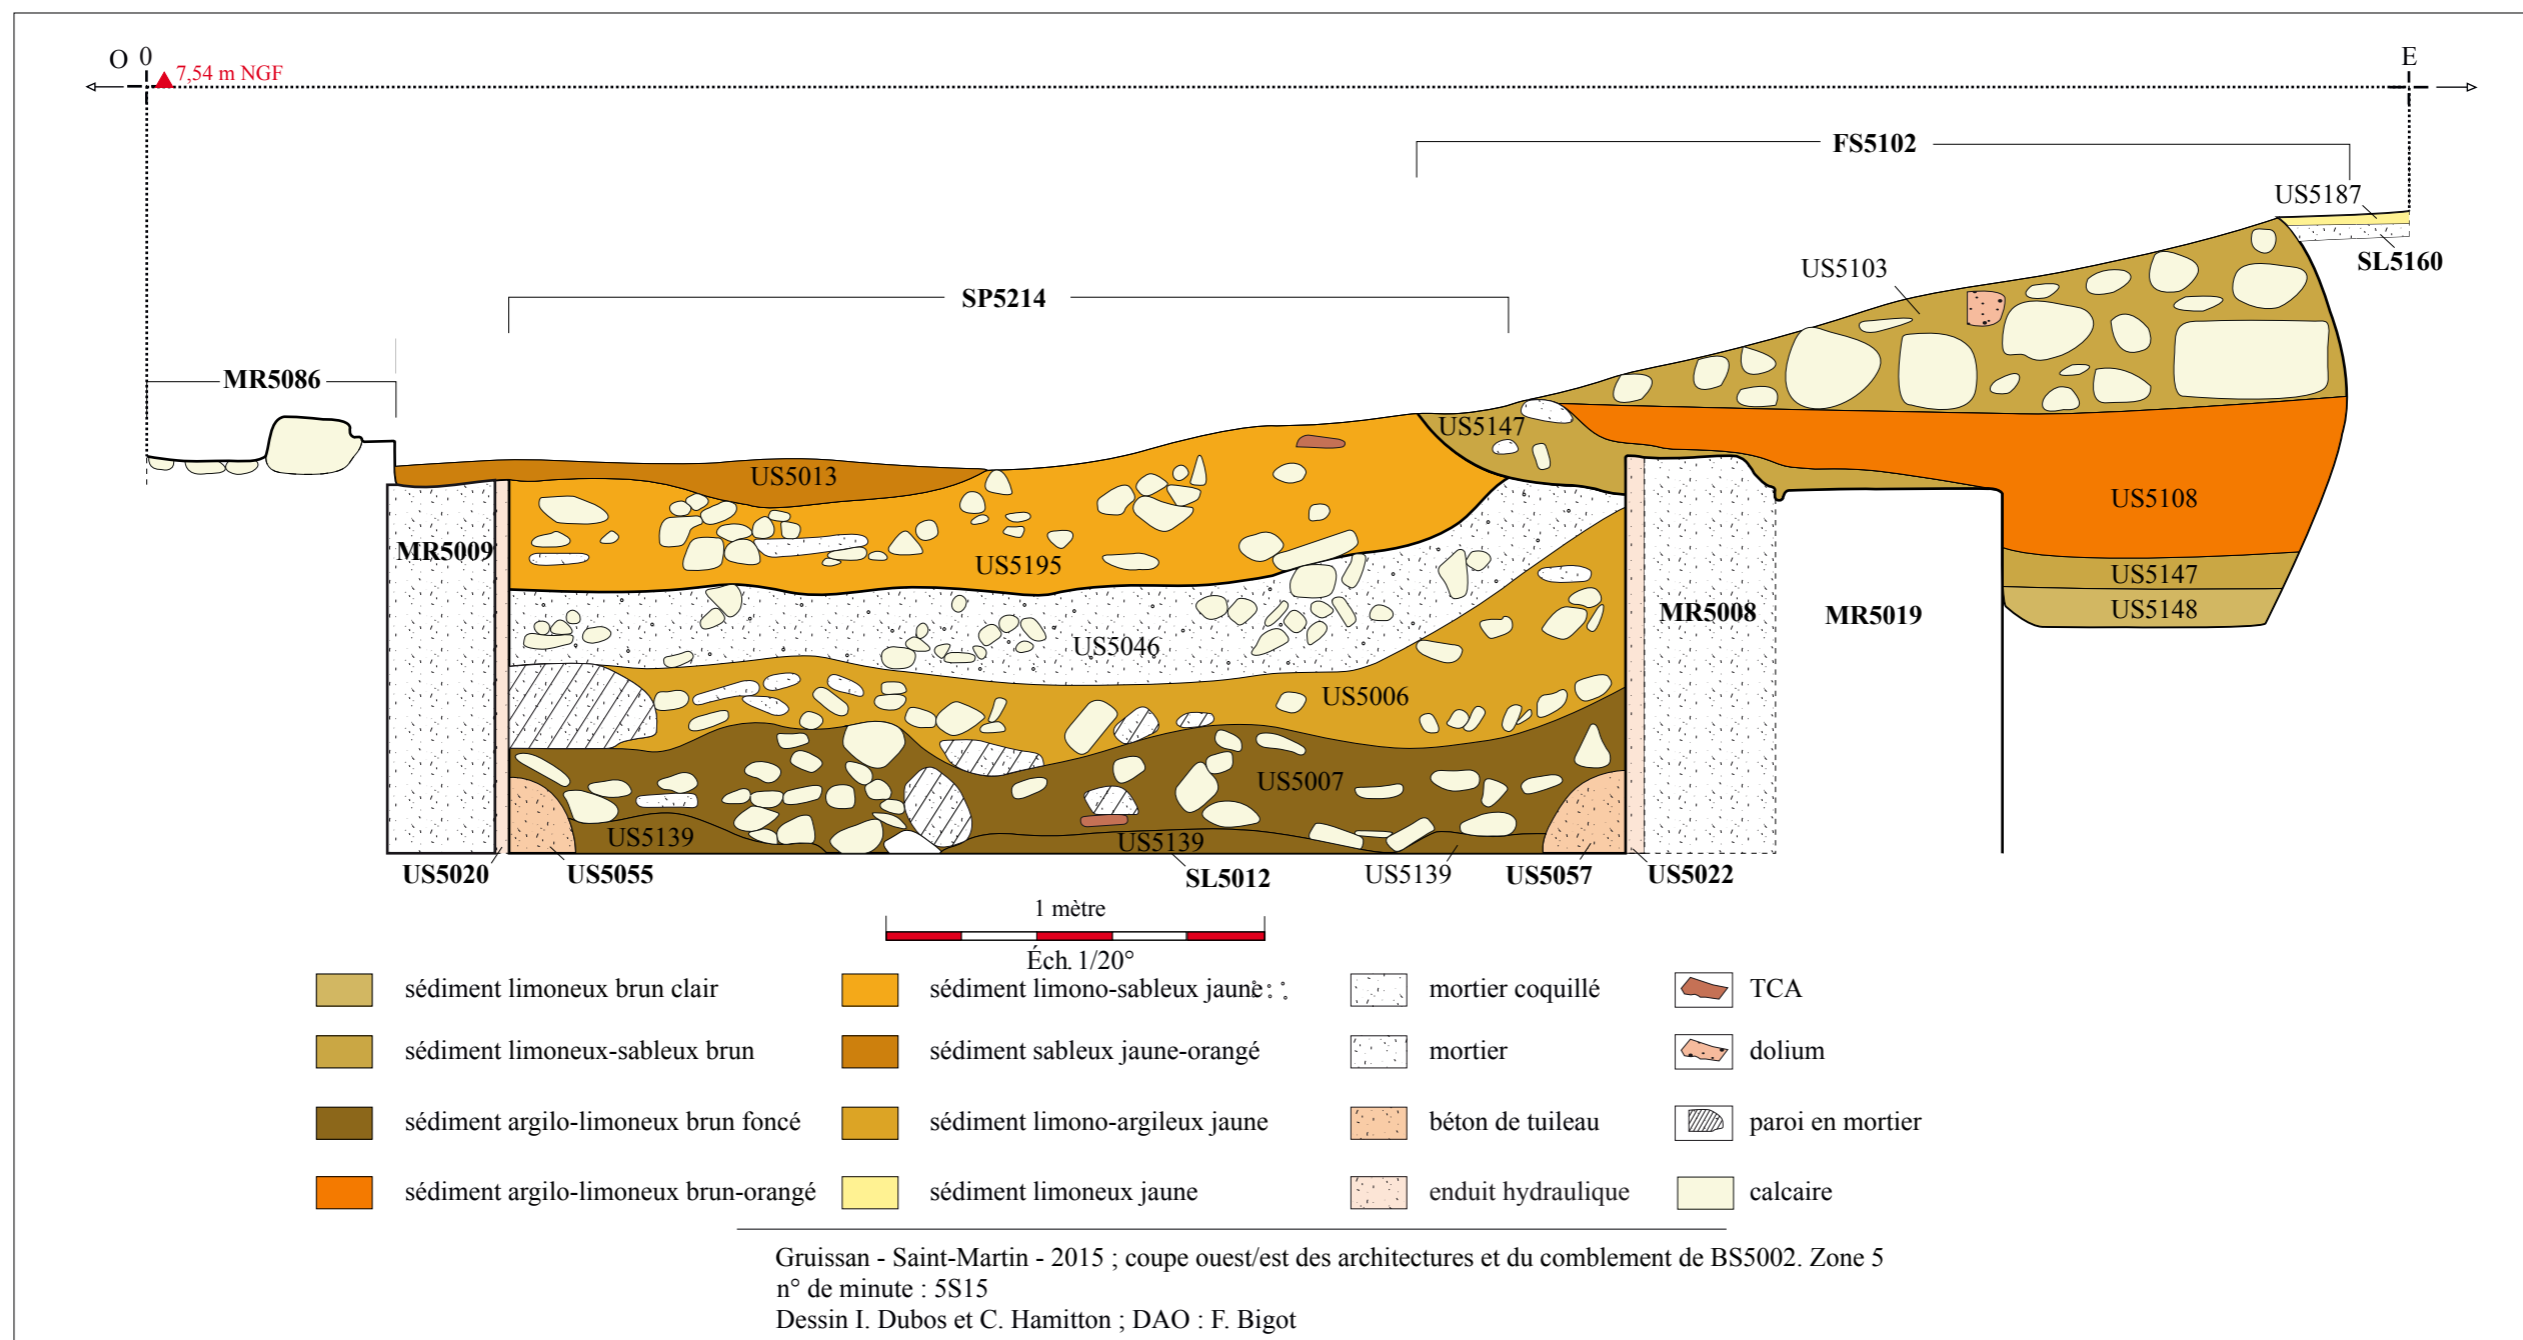 O 0
7,54 m NGF
E
FS5102
US5187
SL5160
US5103
SP5214
MR5086
US5147
US5013
US5108
MR5009
US5195
US5147
US5148
MR5008
MR5019
US5046
US5006
US5007
US5139
US5139
US5020
US5055
SL5012
US5139
US5057
US5022
1 mètre
Éch. 1/20°
sédiment limoneux brun clair
sédiment limoneux-sableux brun
sédiment argilo-limoneux brun foncé
sédiment argilo-limoneux brun-orangé
sédiment limono-sableux jaune
sédiment sableux jaune-orangé
sédiment limono-argileux jaune
sédiment limoneux jaune
mortier coquillé
mortier
béton de tuileau
enduit hydraulique
TCA
dolium
paroi en mortier
calcaire
Gruissan - Saint-Martin - 2015 ; coupe ouest/est des architectures et du comblement de BS5002. Zone 5
n° de minute : 5S15
Dessin I. Dubos et C. Hamitton ; DAO : F. Bigot